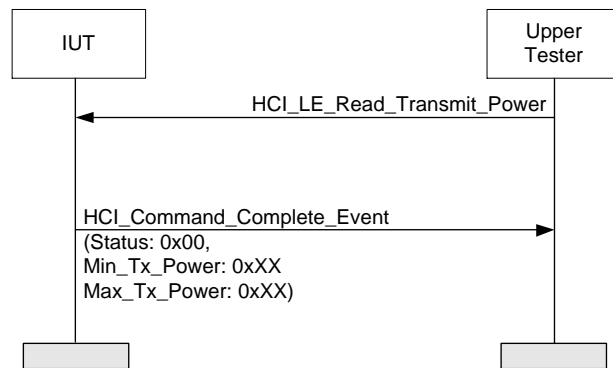 IUT
Upper
Tester
HCI_LE_Read_Transmit_Power
HCI_Command_Complete_Event
(Status: 0x00,
Min_Tx_Power: 0xXX
Max_Tx_Power: 0xXX)